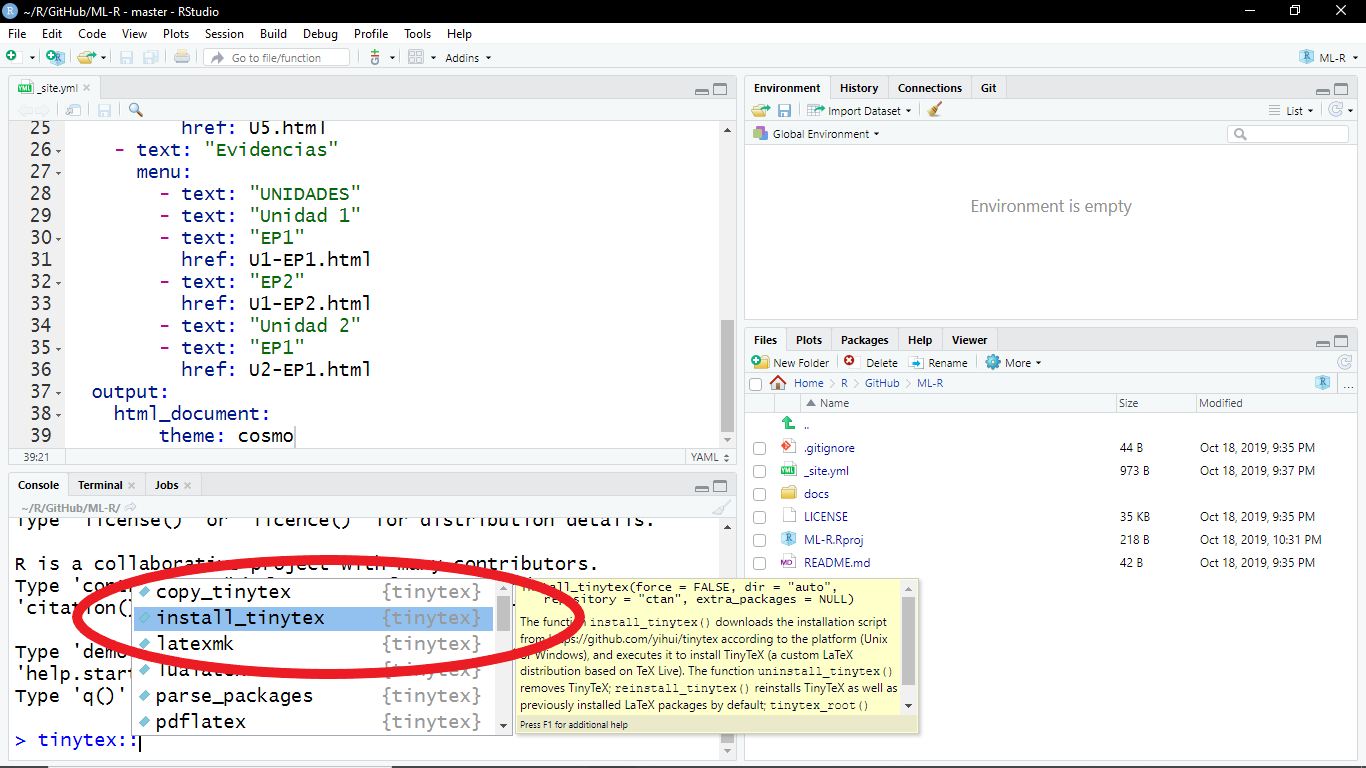 ~/R/GitHub/ML-R - master - RStudio
File Edit Code View Plots Session Build Debug Profile Tools Help
Go to file/function Addins ML-R
_site.yml
25 href: U5.html
26 - text: "Evidencias"
27 menu:
28 - text: "UNIDADES"
29 - text: "Unidad 1"
30 - text: "EP1"
31 href: U1-EP1.html
32 - text: "EP2"
33 href: U1-EP2.html
34 - text: "Unidad 2"
35 - text: "EP1"
36 href: U2-EP1.html
37 output:
38 html_document:
39 theme: cosmo
39:21 YAML
Console Terminal Jobs
~/R/GitHub/ML-R/
Type 'license()' or 'licence()' for distribution details.
R is a collaborative project with many contributors.
Type
'citation(
Type 'demo
'help.star
Type 'q()'
> tinytex::
copy_tinytex {tinytex}
install_tinytex {tinytex}
latexmk {tinytex}
lualatex {tinytex}
parse_packages {tinytex}
pdflatex {tinytex}
install_tinytex(force = FALSE, dir = "auto",
repository = "ctan", extra_packages = NULL)
The function install_tinytex() downloads the installation script
from https://github.com/yihui/tinytex according to the platform (Unix
or Windows), and executes it to install TinyTeX (a custom LaTeX
distribution based on TeX Live). The function uninstall_tinytex()
removes TinyTeX; reinstall_tinytex() reinstalls TinyTeX as well as
previously installed LaTeX packages by default; tinytex_root()
Press F1 for additional help
Environment History Connections Git
Import Dataset List
Global Environment
Environment is empty
Files Plots Packages Help Viewer
New Folder Delete Rename More
Home R GitHub ML-R ...
Name Size Modified
..
.gitignore 44 B Oct 18, 2019, 9:35 PM
_site.yml 973 B Oct 18, 2019, 9:37 PM
docs
LICENSE 35 KB Oct 18, 2019, 9:35 PM
ML-R.Rproj 218 B Oct 18, 2019, 10:31 PM
README.md 42 B Oct 18, 2019, 9:35 PM